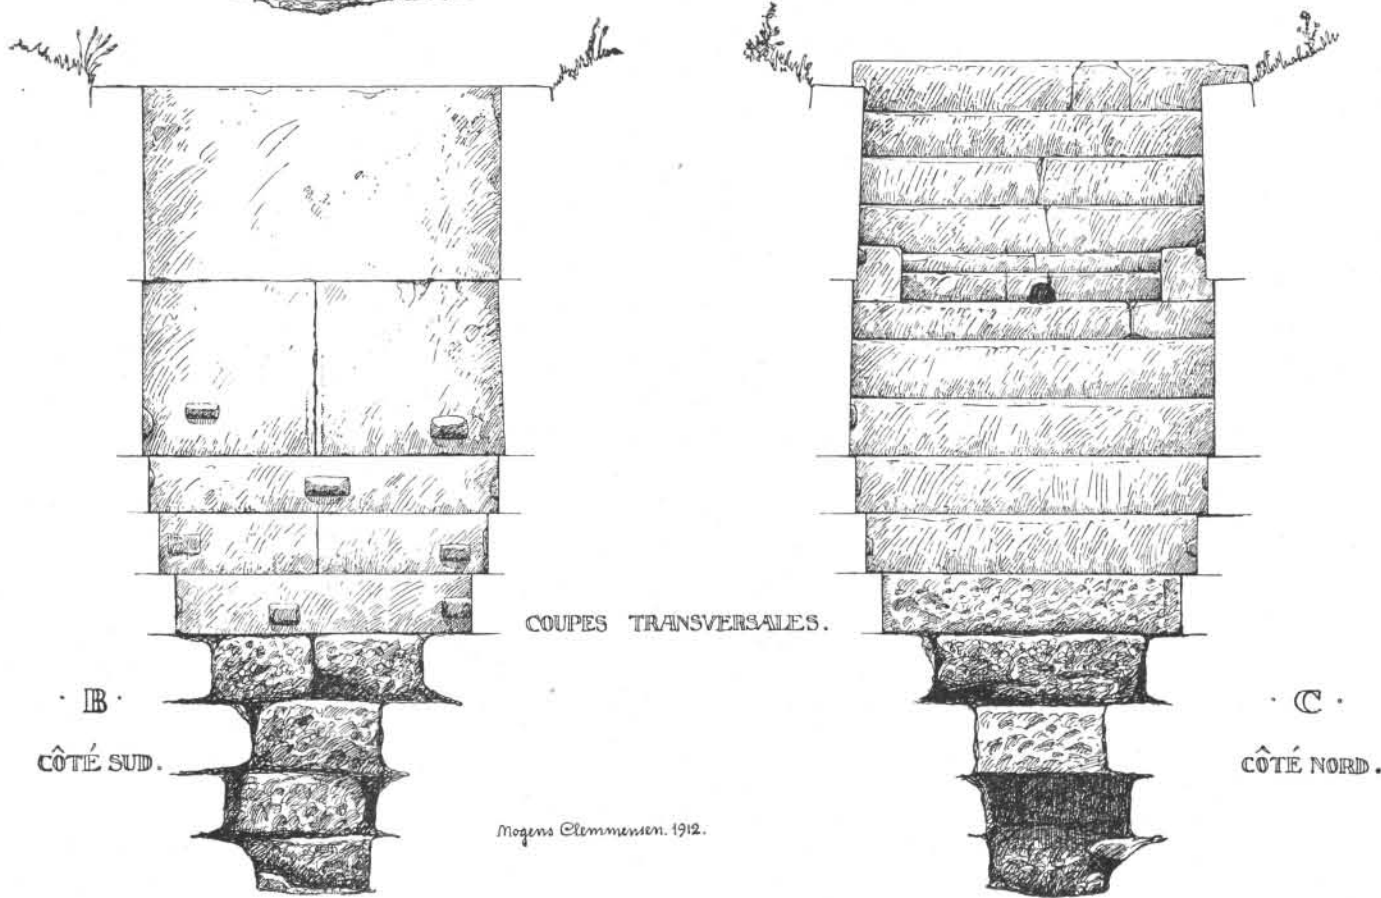 COUPES TRANSVERSALES.
· B ·
CÔTÉ SUD.
· C ·
CÔTÉ NORD.
Mogens Clemmensen. 1912.